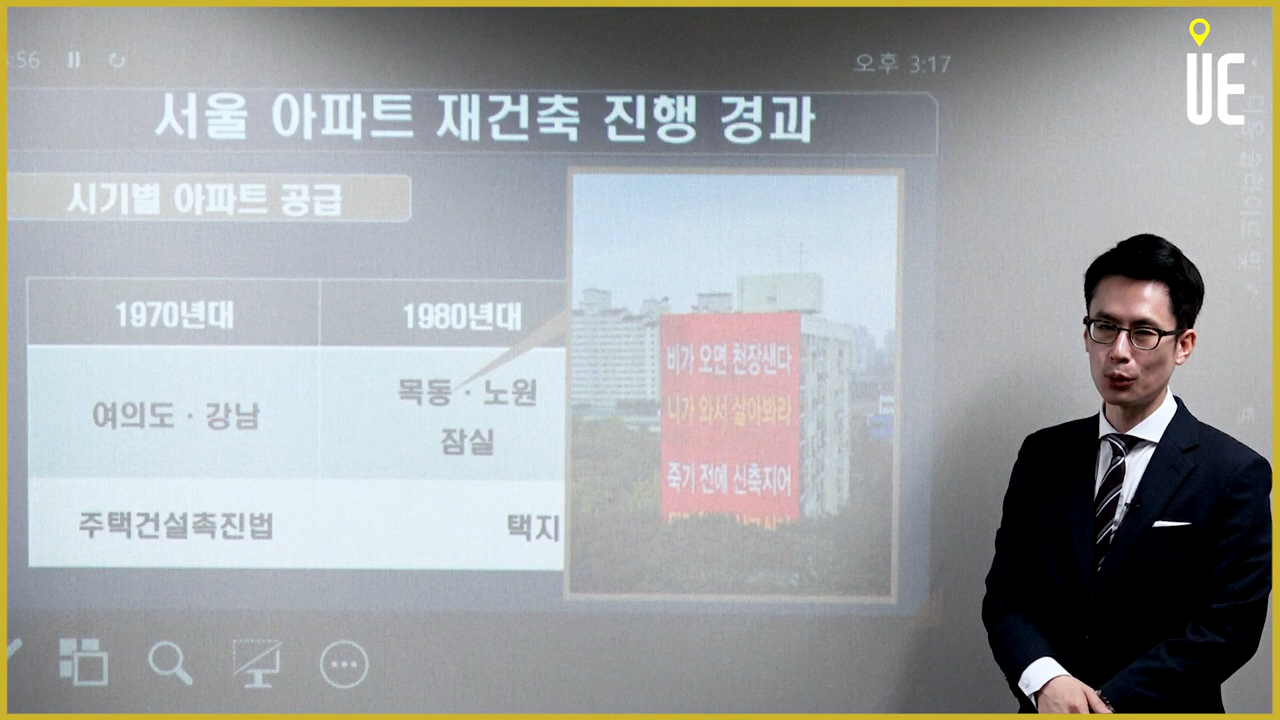 :56
오후 3:17
UE
서울 아파트 재건축 진행 경과
시기별 아파트 공급
1970년대
1980년대
여의도 · 강남
목동 · 노원
잠실
주택건설촉진법
택지
비가 오면 천장샌다
니가 와서 살아봐라
죽기 전에 신축지어